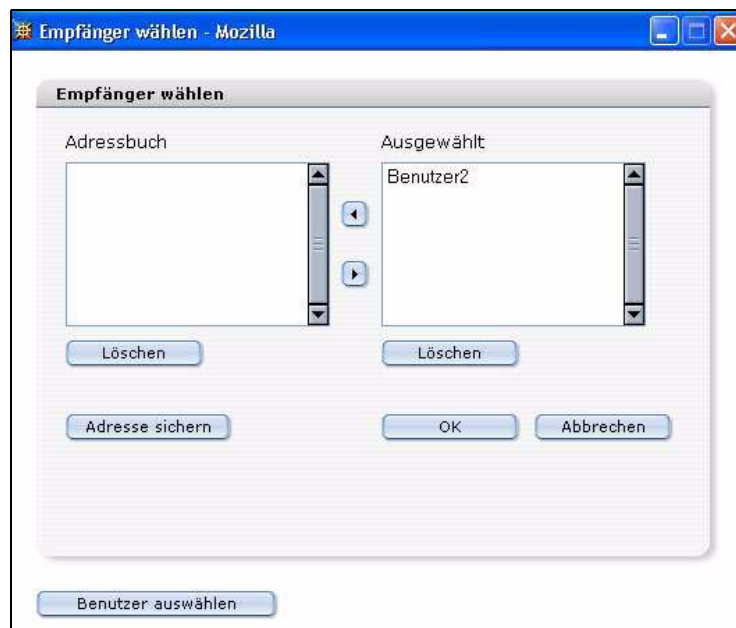 Empfänger wählen - Mozilla
Empfänger wählen
Adressbuch
Ausgewählt
Benutzer2
Löschen
Löschen
Adresse sichern
OK
Abbrechen
Benutzer auswählen